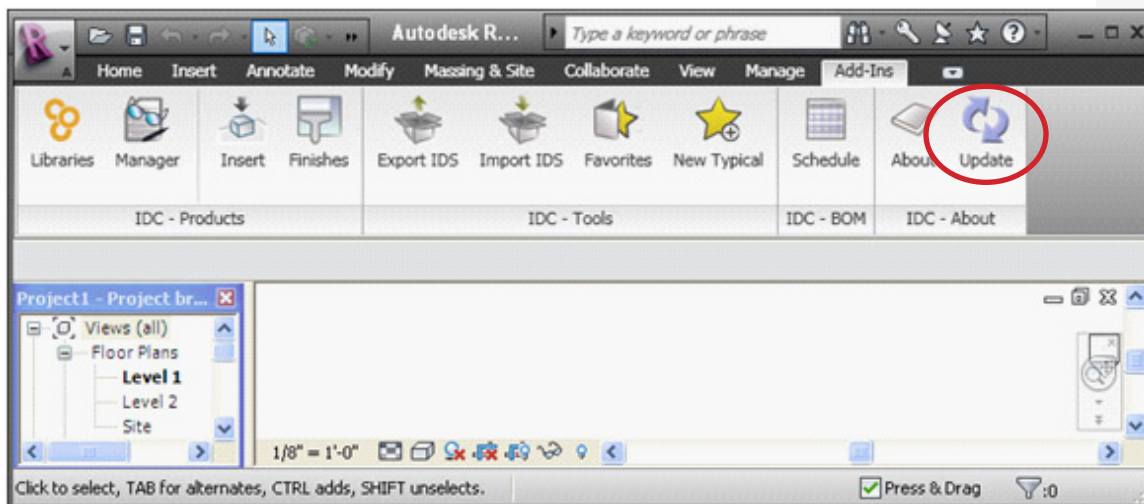 Autodesk R... Type a keyword or phrase
Home Insert Annotate Modify Massing & Site Collaborate View Manage Add-Ins
Libraries Manager Insert Finishes Export IDS Import IDS Favorites New Typical Schedule About Update
IDC - Products IDC - Tools IDC - BOM IDC - About
Project1 - Project br...
Views (all)
Floor Plans
Level 1
Level 2
Site
1/8" = 1'-0"
Click to select, TAB for alternates, CTRL adds, SHIFT unselects. Press & Drag :0